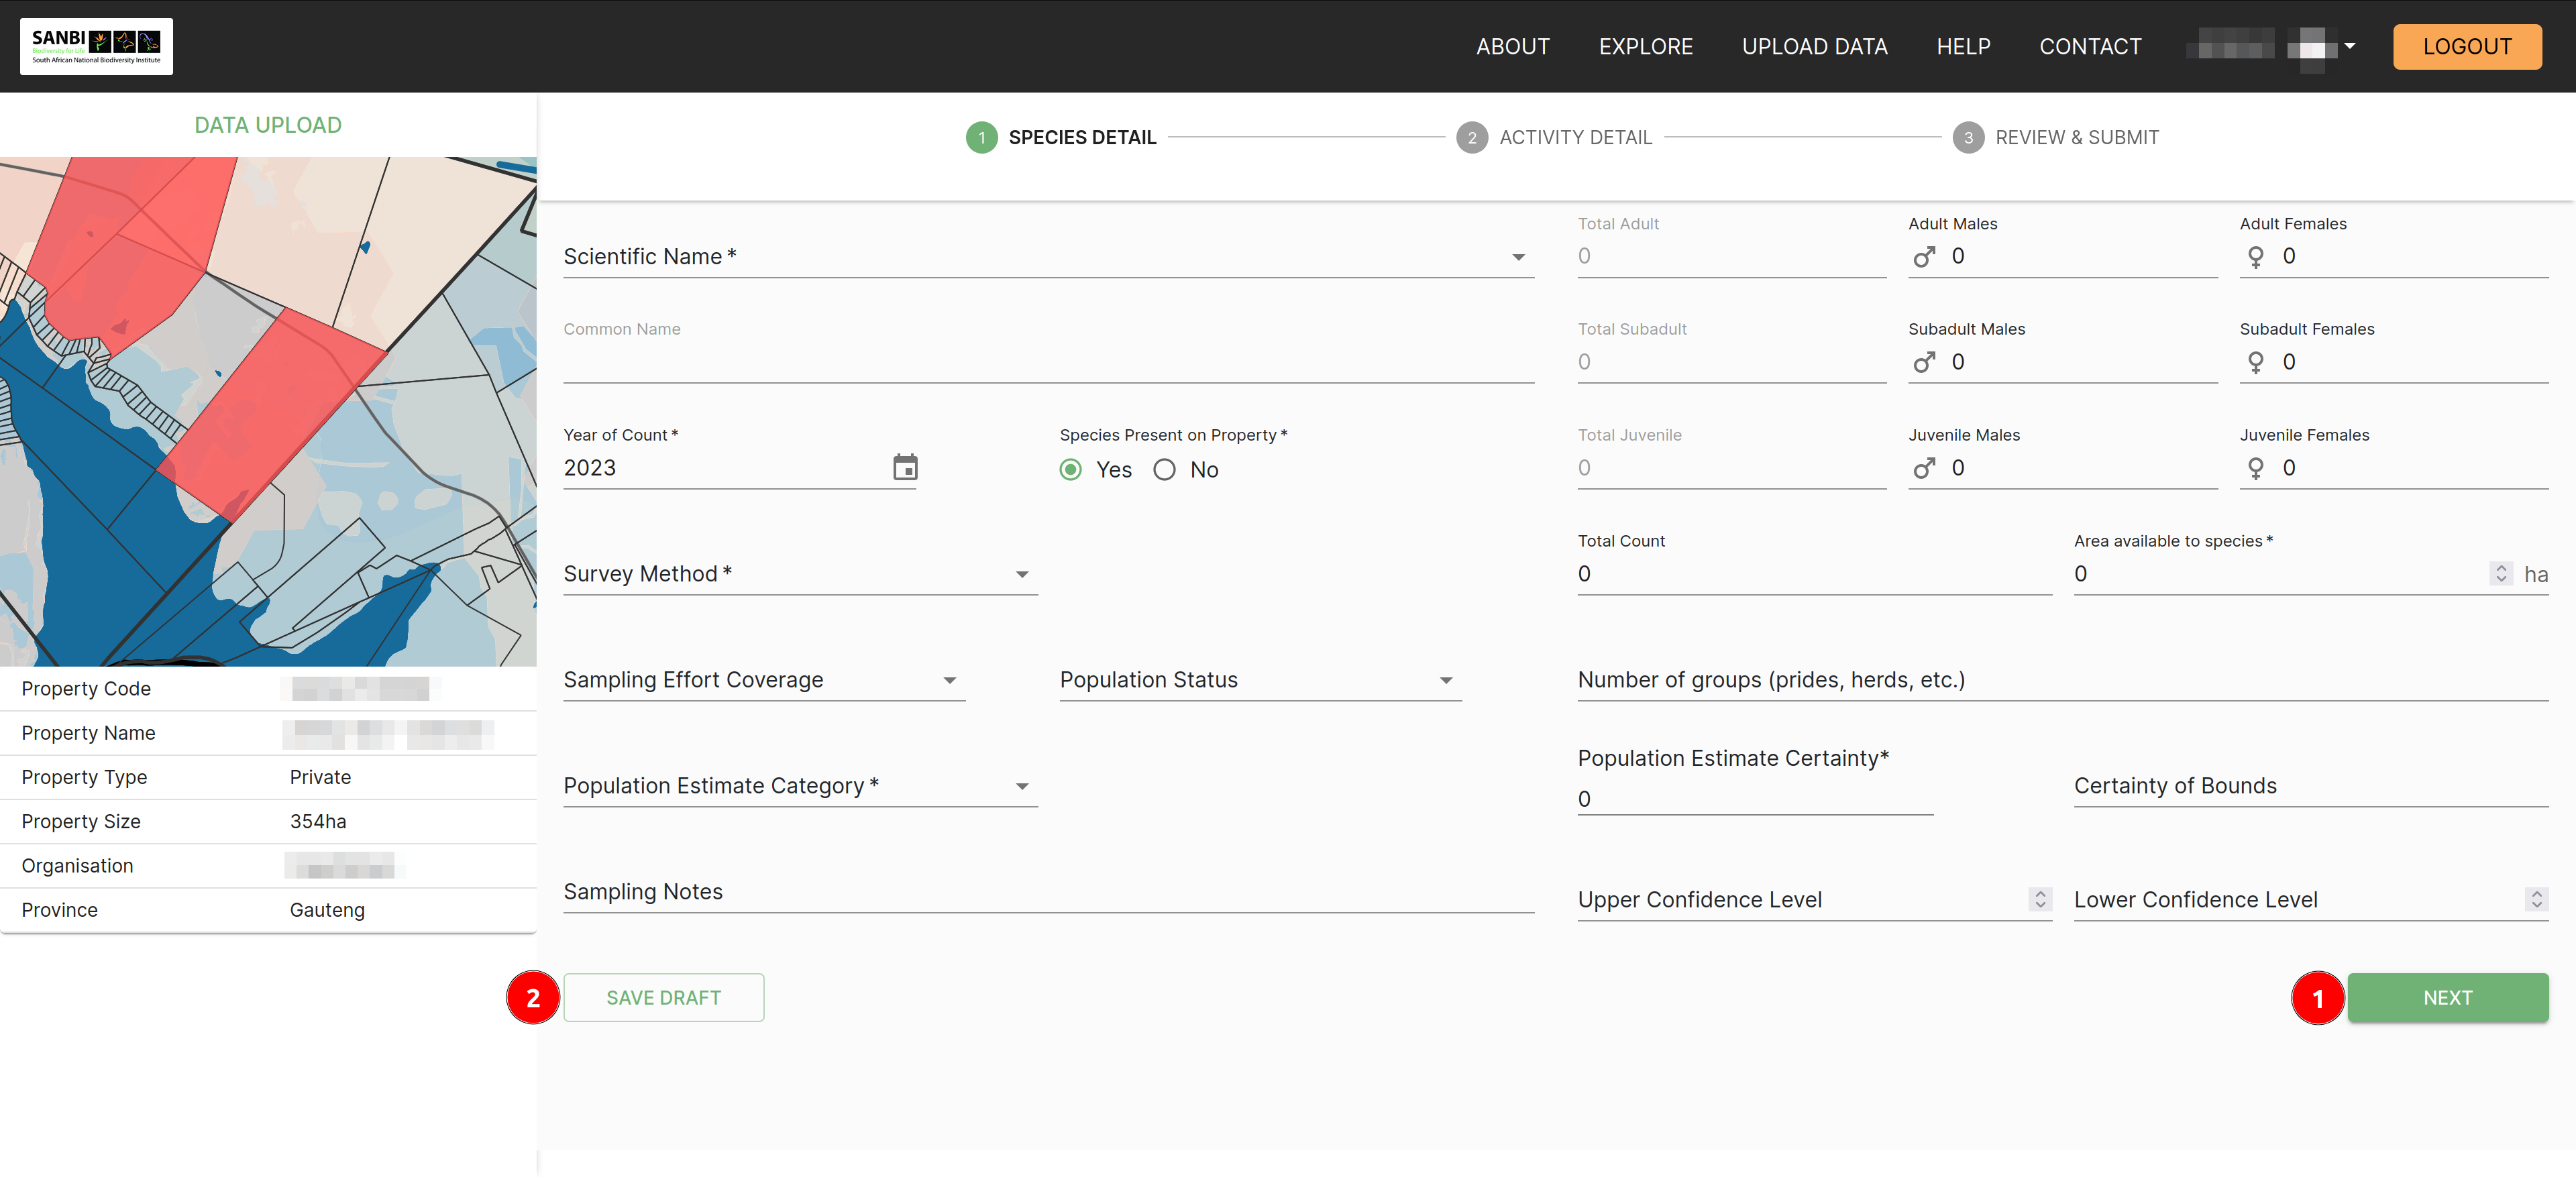 SANBI
Biodiversity for Life
South African National Biodiversity Institute
ABOUT EXPLORE UPLOAD DATA HELP CONTACT LOGOUT
DATA UPLOAD
1 SPECIES DETAIL 2 ACTIVITY DETAIL 3 REVIEW & SUBMIT
Scientific Name *
Common Name
Year of Count *
2023
Species Present on Property *
Yes No
Survey Method *
Sampling Effort Coverage
Population Status
Population Estimate Category *
Sampling Notes
Total Adult Adult Males Adult Females
0 0 0
Total Subadult Subadult Males Subadult Females
0 0 0
Total Juvenile Juvenile Males Juvenile Females
0 0 0
Total Count Area available to species *
0 0 ha
Number of groups (prides, herds, etc.)
Population Estimate Certainty*
0
Certainty of Bounds
Upper Confidence Level Lower Confidence Level
Property Code
Property Name
Property Type Private
Property Size 354ha
Organisation
Province Gauteng
2 SAVE DRAFT
1 NEXT